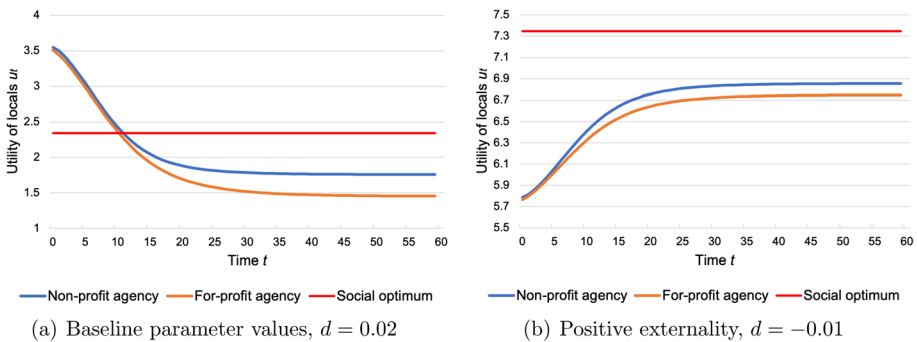 4
3.5
3
2.5
2
1.5
1
Utility of locals ut
0 5 10 15 20 25 30 35 40 45 50 55 60
Time t
Non-profit agency For-profit agency Social optimum
(a) Baseline parameter values, d = 0.02
7.5
7.3
7.1
6.9
6.7
6.5
6.3
6.1
5.9
5.7
5.5
Utility of locals ut
0 5 10 15 20 25 30 35 40 45 50 55 60
Time t
Non-profit agency For-profit agency Social optimum
(b) Positive externality, d = −0.01